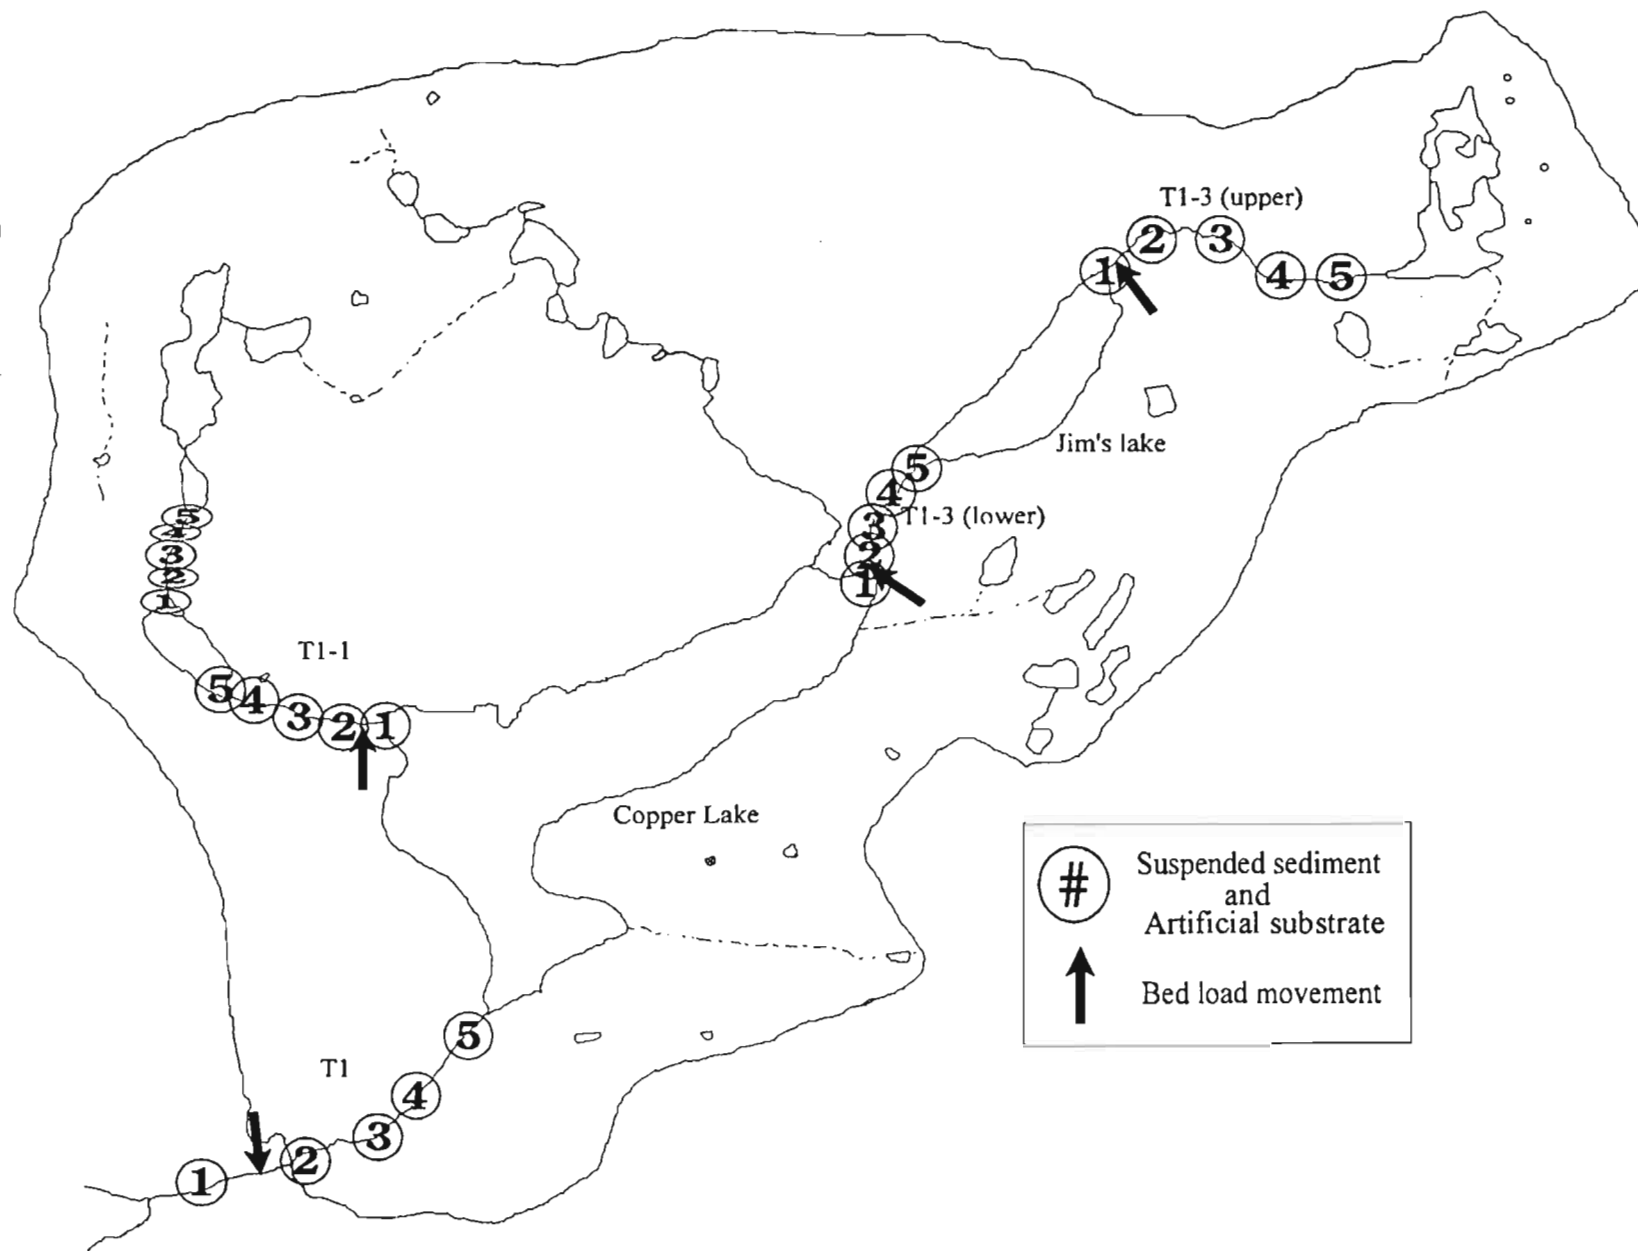 T1-3 (upper)
2
3
1
4
5
Jim's lake
5
4
T1-3 (lower)
3
2
1
5
4
3
2
1
T1-1
5
4
3
2
1
Copper Lake
#
Suspended sediment
and
Artificial substrate
Bed load movement
T1
5
4
3
2
1